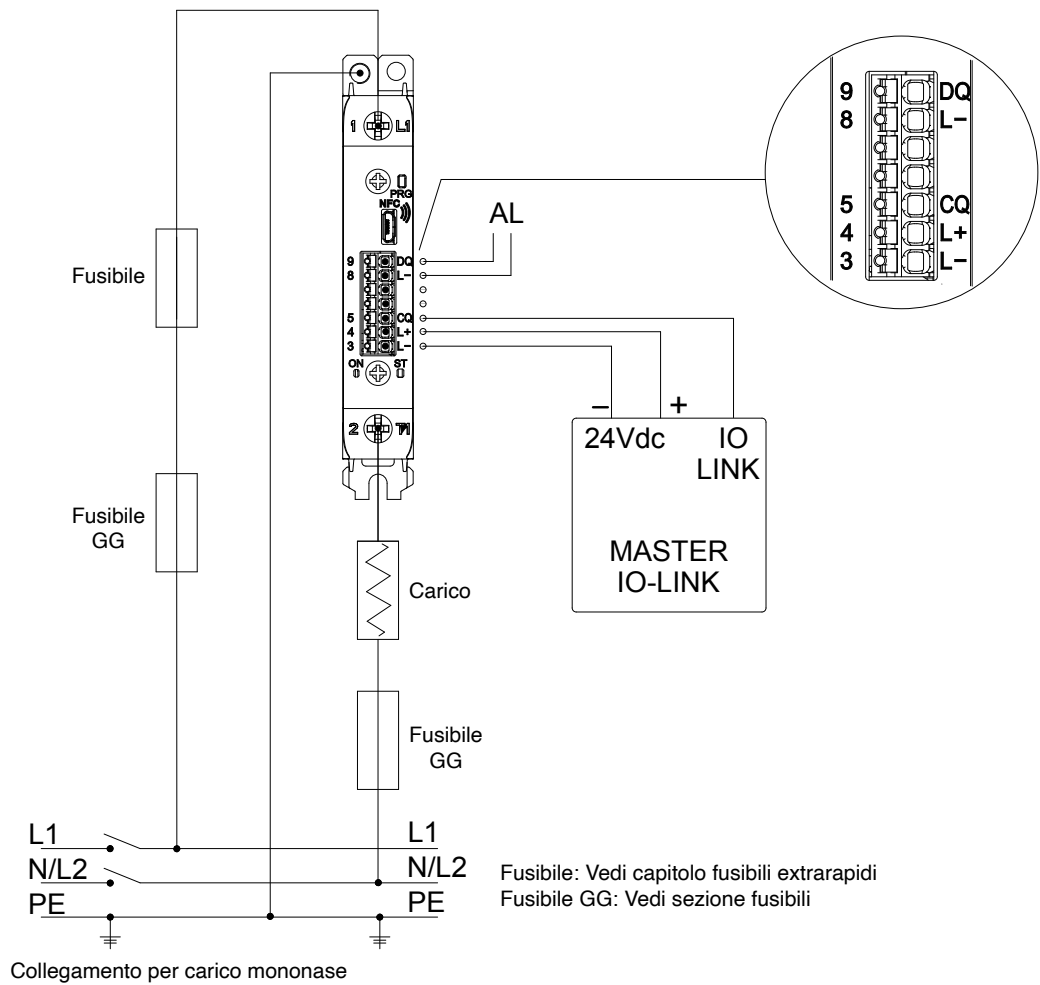 1 L1
PRG
NFC
9 DQ
8 L-
5 CQ
4 L+
3 L-
ON ST
2 T1
AL
9 DQ
8 L-
5 CQ
4 L+
3 L-
Fusibile
Fusibile
GG
Carico
Fusibile
GG
- +
24Vdc IO
LINK
MASTER
IO-LINK
L1 L1
N/L2 N/L2
PE PE
Fusibile: Vedi capitolo fusibili extrarapidi
Fusibile GG: Vedi sezione fusibili
Collegamento per carico mononase